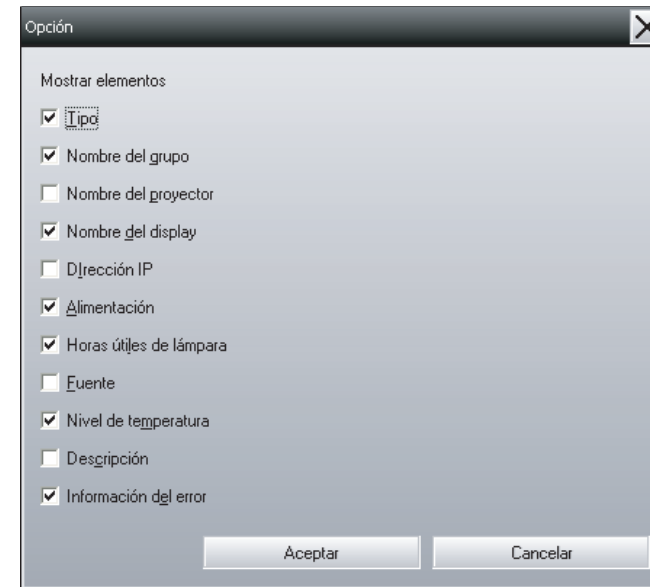 Opción
Mostrar elementos
Tipo
Nombre del grupo
Nombre del proyector
Nombre del display
DIrección IP
Alimentación
Horas útiles de lámpara
Fuente
Nivel de temperatura
Descripción
Información del error
Aceptar Cancelar